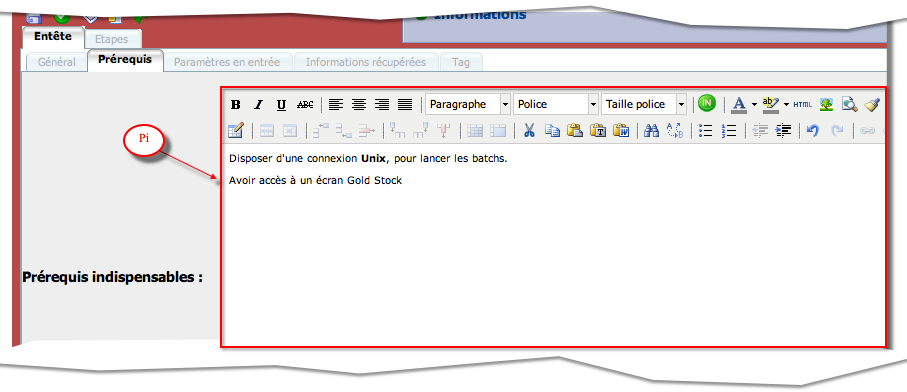 Informations
Entête Etapes
Général Prérequis Paramètres en entrée Informations récupérées Tag
B I U ABC Paragraphe Police Taille police IN A ab HTML
Disposer d'une connexion Unix, pour lancer les batchs.
Pi
Avoir accès à un écran Gold Stock
Prérequis indispensables :